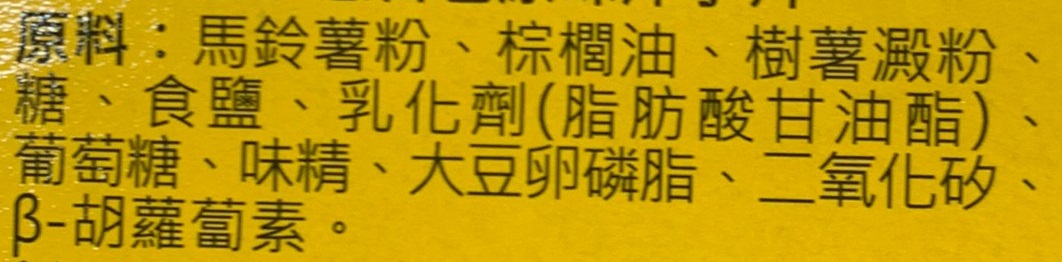 原料：馬鈴薯粉、棕櫚油、樹薯澱粉、
糖、食鹽、乳化劑(脂肪酸甘油酯)、
葡萄糖、味精、大豆卵磷脂、二氧化矽、
β-胡蘿蔔素。